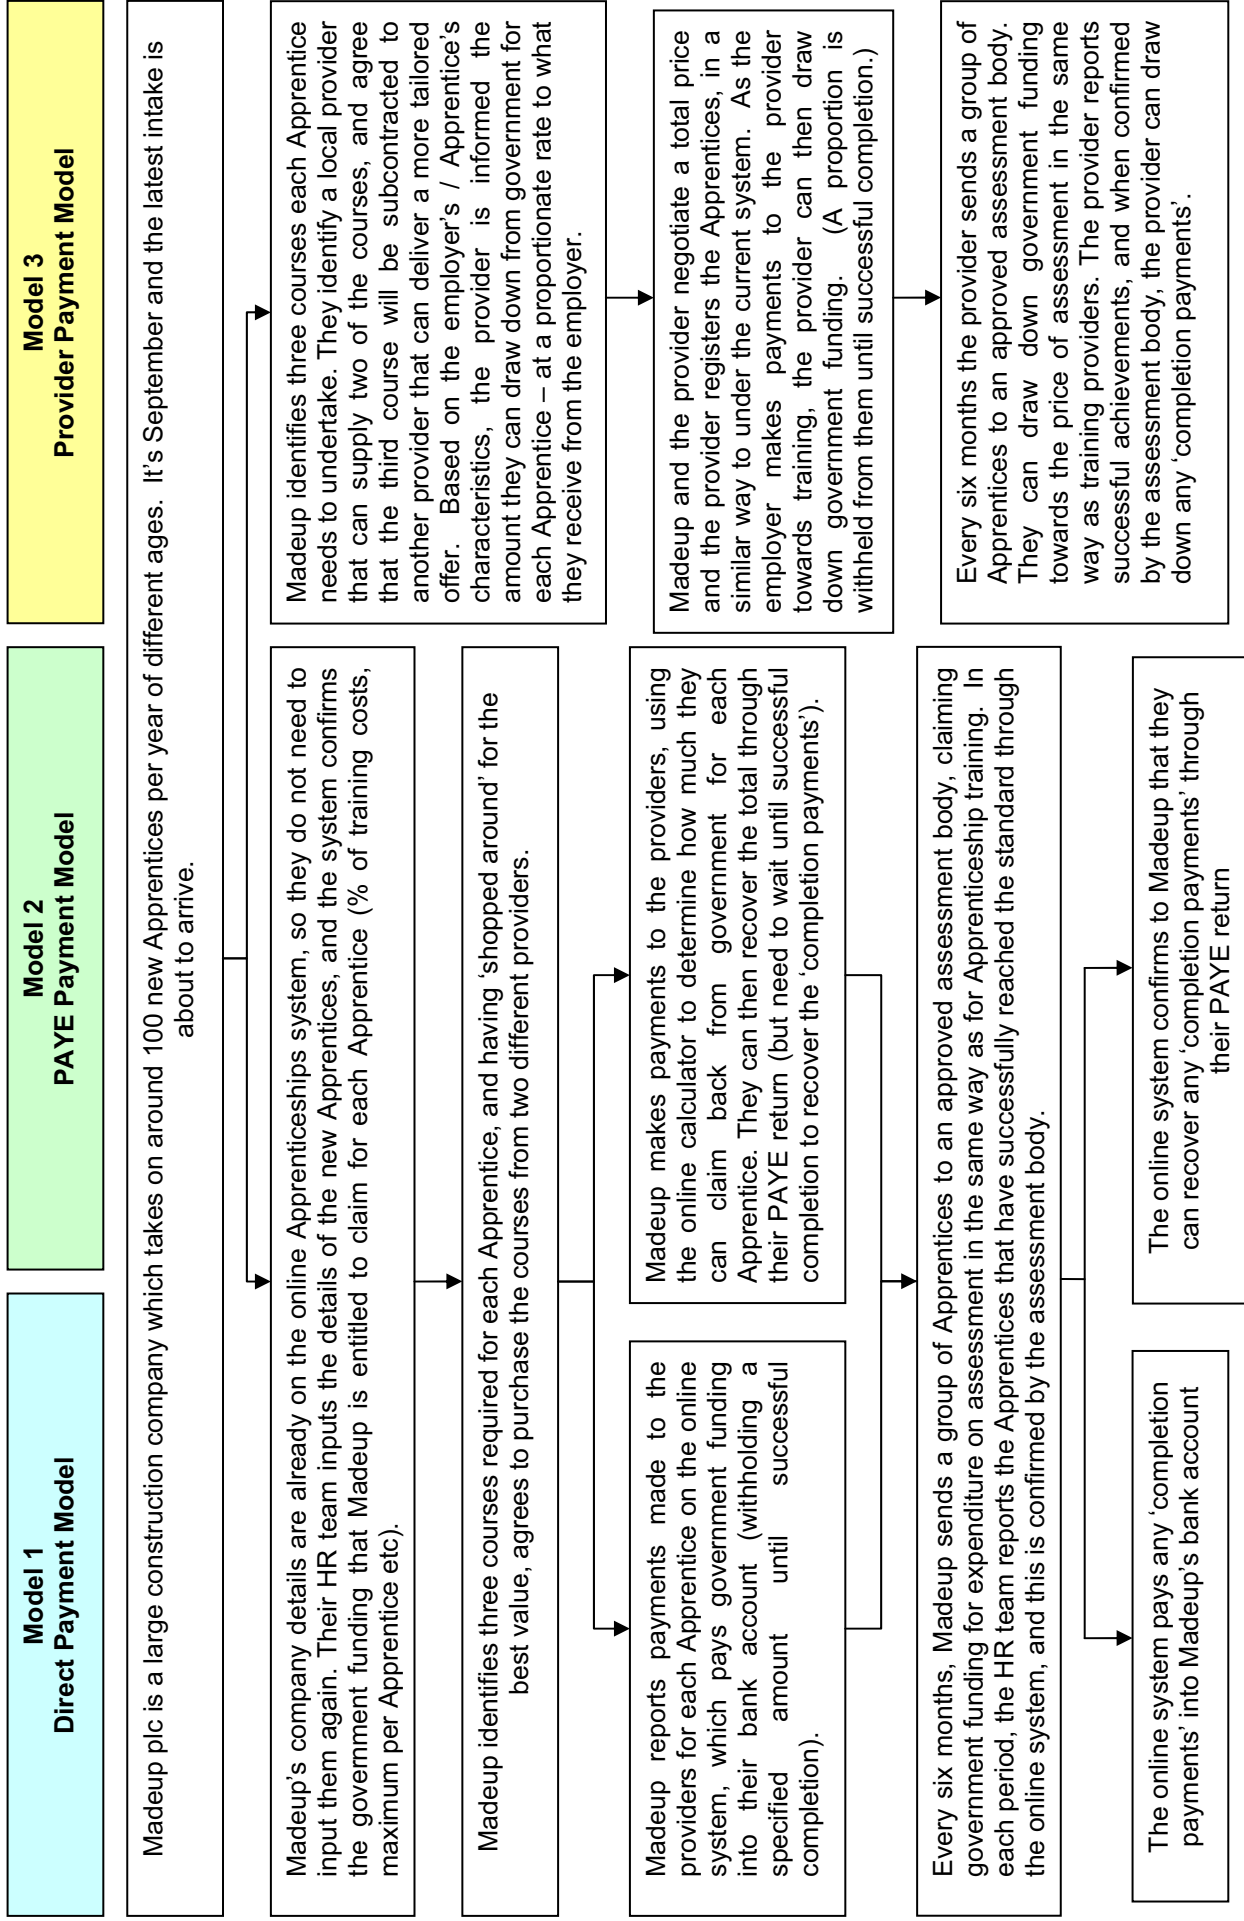 Model 1
Direct Payment Model
Model 2
PAYE Payment Model
Model 3
Provider Payment Model
Madeup plc is a large construction company which takes on around 100 new Apprentices per year of different ages. It's September and the latest intake is
about to arrive.
Madeup's company details are already on the online Apprenticeships system, so they do not need to
input them again. Their HR team inputs the details of the new Apprentices, and the system confirms
the government funding that Madeup is entitled to claim for each Apprentice (% of training costs,
maximum per Apprentice etc).
Madeup identifies three courses required for each Apprentice, and having 'shopped around' for the
best value, agrees to purchase the courses from two different providers.
Madeup reports payments made to the
providers for each Apprentice on the online
system, which pays government funding
into their bank account (withholding a
specified amount until successful
completion).
Madeup makes payments to the providers, using
the online calculator to determine how much they
can claim back from government for each
Apprentice. They can then recover the total through
their PAYE return (but need to wait until successful
completion to recover the 'completion payments').
Every six months, Madeup sends a group of Apprentices to an approved assessment body, claiming
government funding for expenditure on assessment in the same way as for Apprenticeship training. In
each period, the HR team reports the Apprentices that have successfully reached the standard through
the online system, and this is confirmed by the assessment body.
The online system pays any 'completion
payments' into Madeup's bank account
The online system confirms to Madeup that they
can recover any 'completion payments' through
their PAYE return
Madeup identifies three courses each Apprentice
needs to undertake. They identify a local provider
that can supply two of the courses, and agree
that the third course will be subcontracted to
another provider that can deliver a more tailored
offer. Based on the employer's / Apprentice's
characteristics, the provider is informed the
amount they can draw down from government for
each Apprentice – at a proportionate rate to what
they receive from the employer.
Madeup and the provider negotiate a total price
and the provider registers the Apprentices, in a
similar way to under the current system. As the
employer makes payments to the provider
towards training, the provider can then draw
down government funding. (A proportion is
withheld from them until successful completion.)
Every six months the provider sends a group of
Apprentices to an approved assessment body.
They can draw down government funding
towards the price of assessment in the same
way as training providers. The provider reports
successful achievements, and when confirmed
by the assessment body, the provider can draw
down any 'completion payments'.